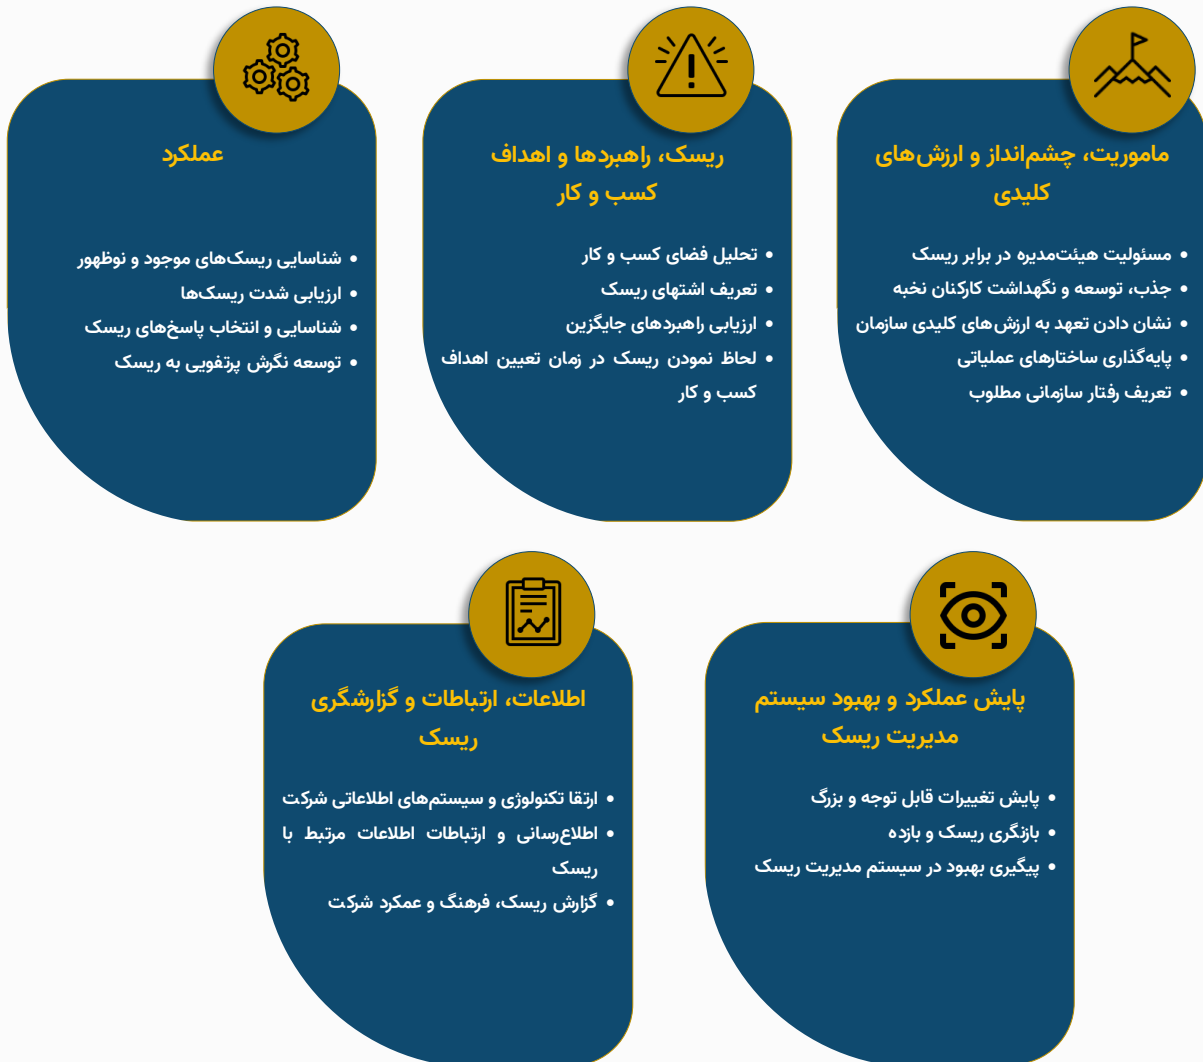 ماموریت، چشم‌انداز و ارزش‌های
کلیدی
• مسئولیت هیئت‌مدیره در برابر ریسک
• جذب، توسعه و نگهداشت کارکنان نخبه
• نشان دادن تعهد به ارزش‌های کلیدی سازمان
• پایه‌گذاری ساختارهای عملیاتی
• تعریف رفتار سازمانی مطلوب
ریسک، راهبردها و اهداف
کسب و کار
• تحلیل فضای کسب و کار
• تعریف اشتهای ریسک
• ارزیابی راهبردهای جایگزین
• لحاظ نمودن ریسک در زمان تعیین اهداف
کسب و کار
عملکرد
• شناسایی ریسک‌های موجود و نوظهور
• ارزیابی شدت ریسک‌ها
• شناسایی و انتخاب پاسخ‌های ریسک
• توسعه نگرش پرتفویی به ریسک
پایش عملکرد و بهبود سیستم
مدیریت ریسک
• پایش تغییرات قابل توجه و بزرگ
• بازنگری ریسک و بازده
• پیگیری بهبود در سیستم مدیریت ریسک
اطلاعات، ارتباطات و گزارشگری
ریسک
• ارتقا تکنولوژی و سیستم‌های اطلاعاتی شرکت
• اطلاع‌رسانی و ارتباطات اطلاعات مرتبط با
ریسک
• گزارش ریسک، فرهنگ و عمکرد شرکت